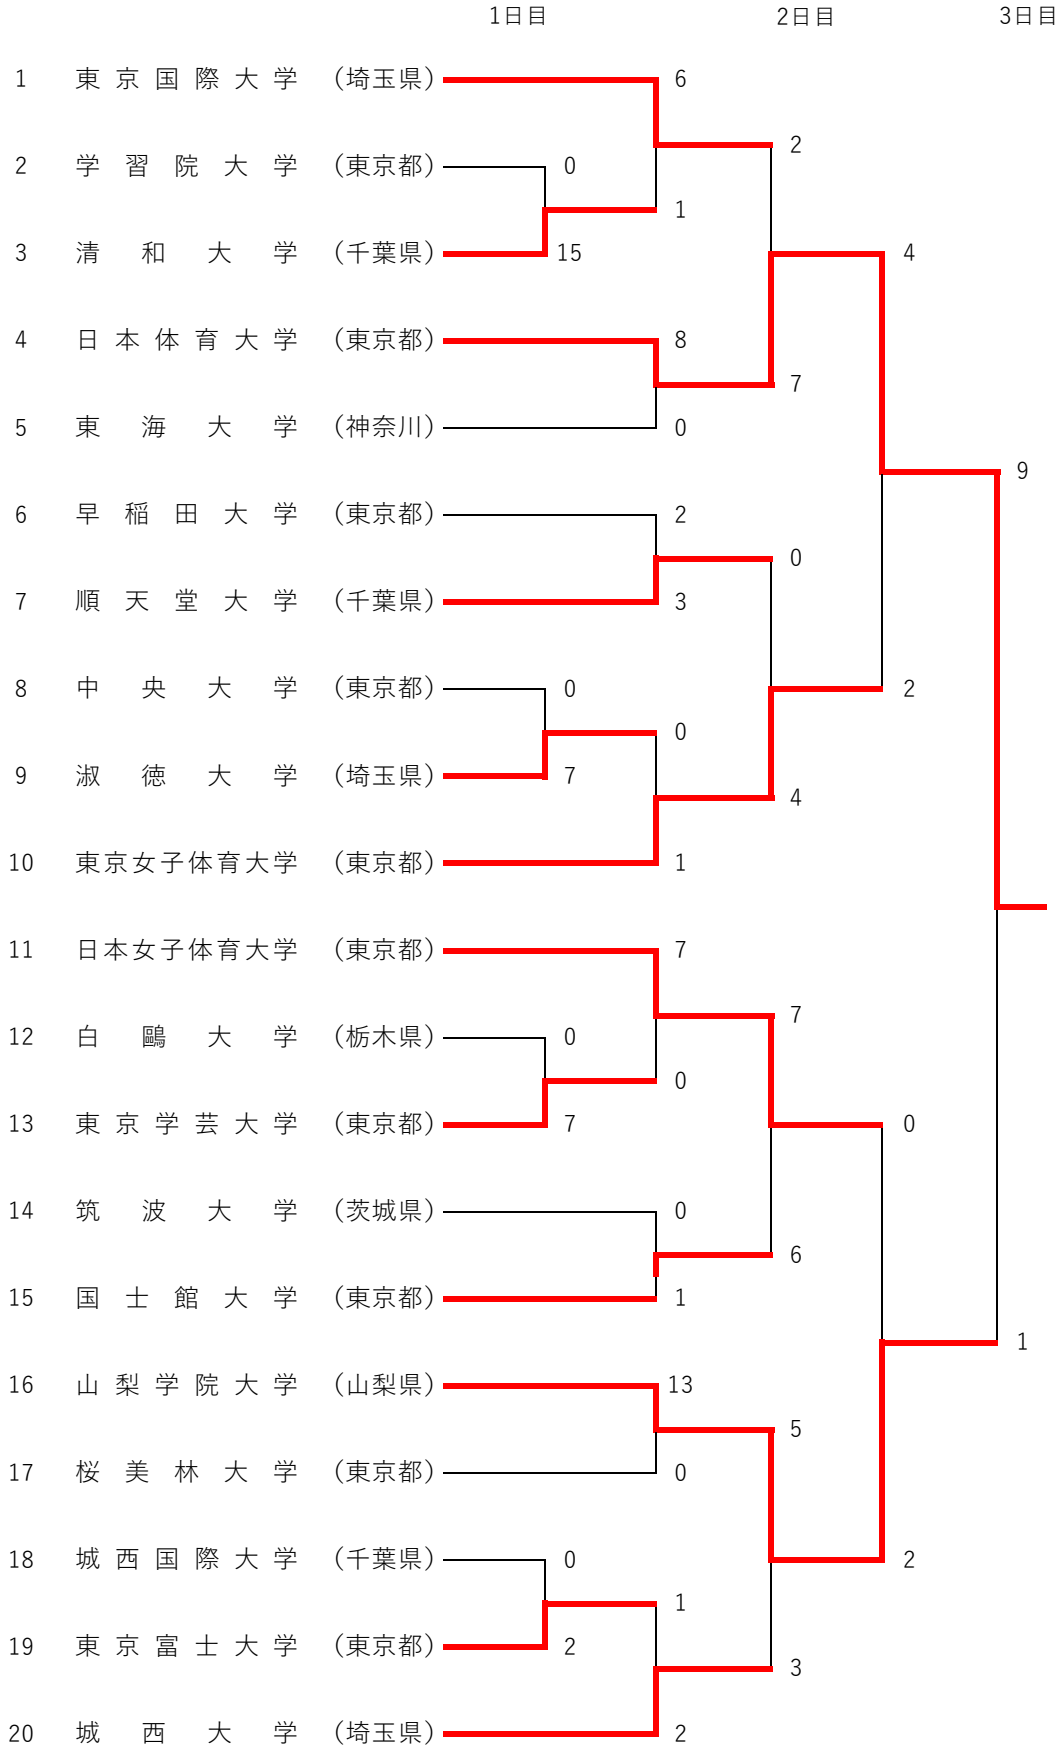 1日目 2日目 3日目
1 東京国際大学 (埼玉県) 6
2
2 学習院大学 (東京都) 0
1
3 清和大学 (千葉県) 15 4
4 日本体育大学 (東京都) 8
7
5 東海大学 (神奈川) 0
9
6 早稲田大学 (東京都) 2
0
7 順天堂大学 (千葉県) 3
8 中央大学 (東京都) 0 2
0
9 淑徳大学 (埼玉県) 7
4
10 東京女子体育大学 (東京都) 1
11 日本女子体育大学 (東京都) 7
7
12 白鷗大学 (栃木県) 0
0
13 東京学芸大学 (東京都) 7 0
14 筑波大学 (茨城県) 0
6
15 国士館大学 (東京都) 1
1
16 山梨学院大学 (山梨県) 13
5
17 桜美林大学 (東京都) 0
18 城西国際大学 (千葉県) 0 2
1
19 東京富士大学 (東京都) 2
3
20 城西大学 (埼玉県) 2